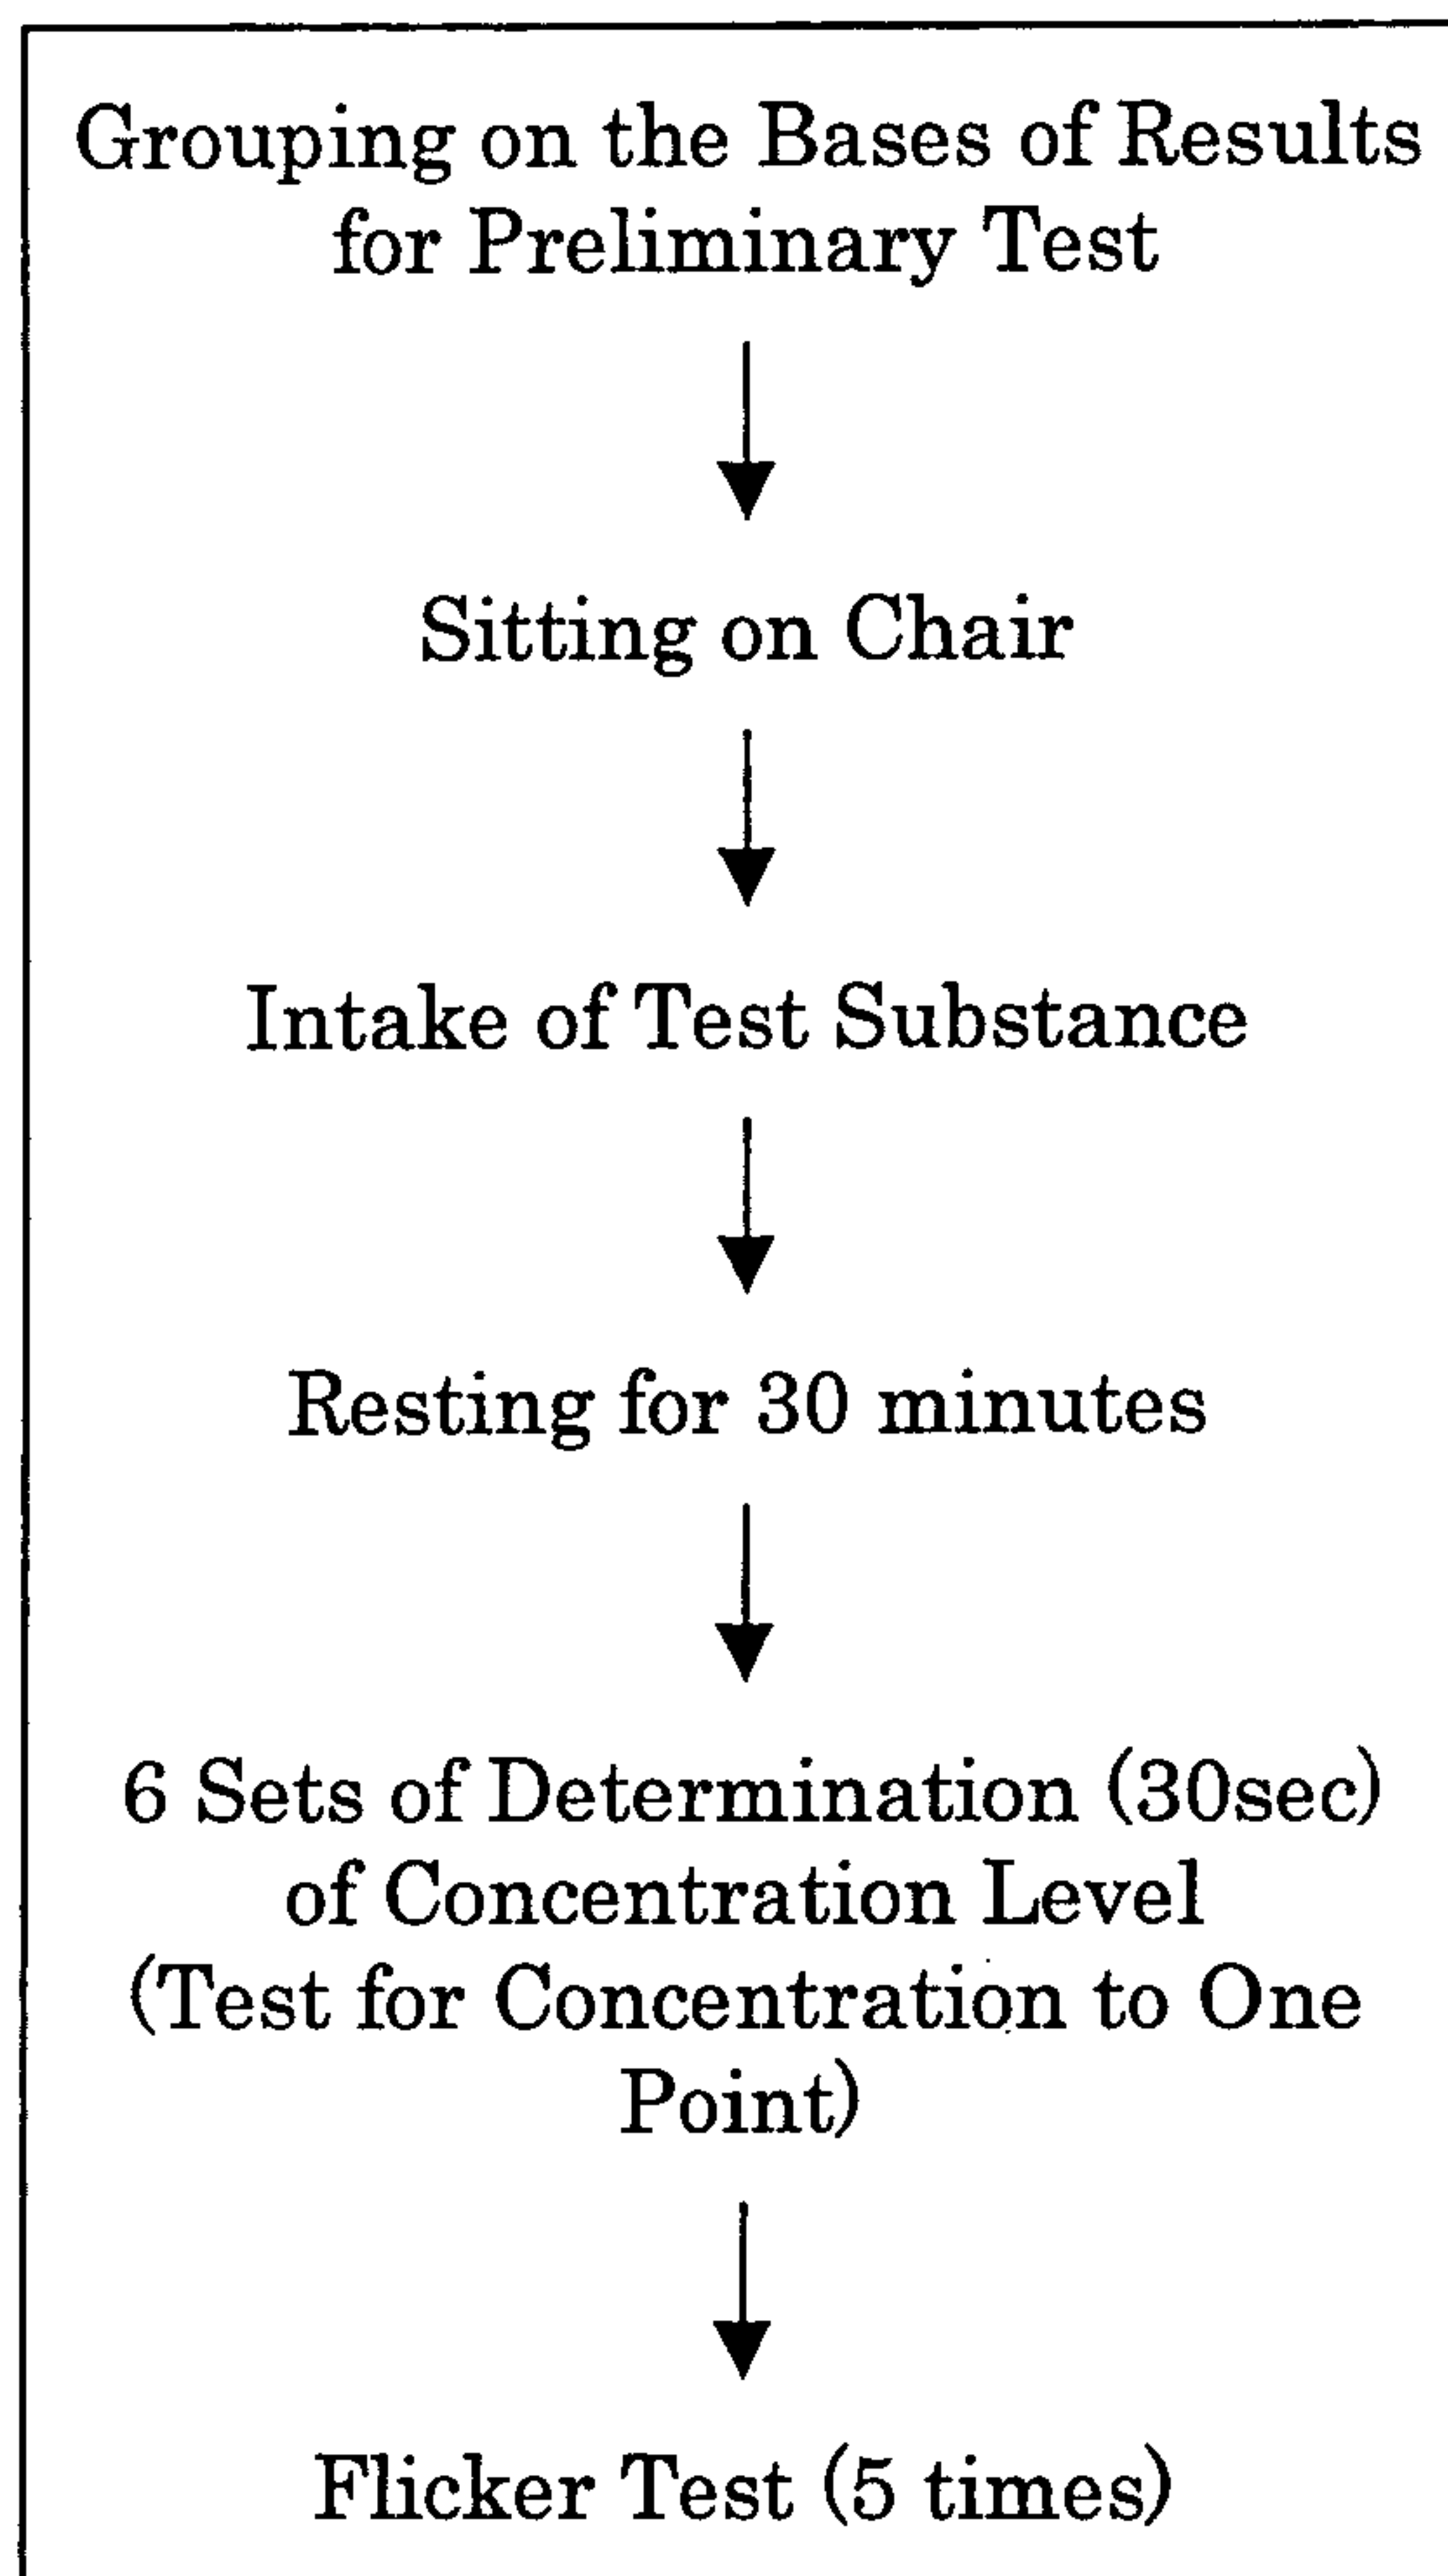 Grouping on the Bases of Results
for Preliminary Test
Sitting on Chair
Intake of Test Substance
Resting for 30 minutes
6 Sets of Determination (30sec)
of Concentration Level
(Test for Concentration to One
Point)
Flicker Test (5 times)